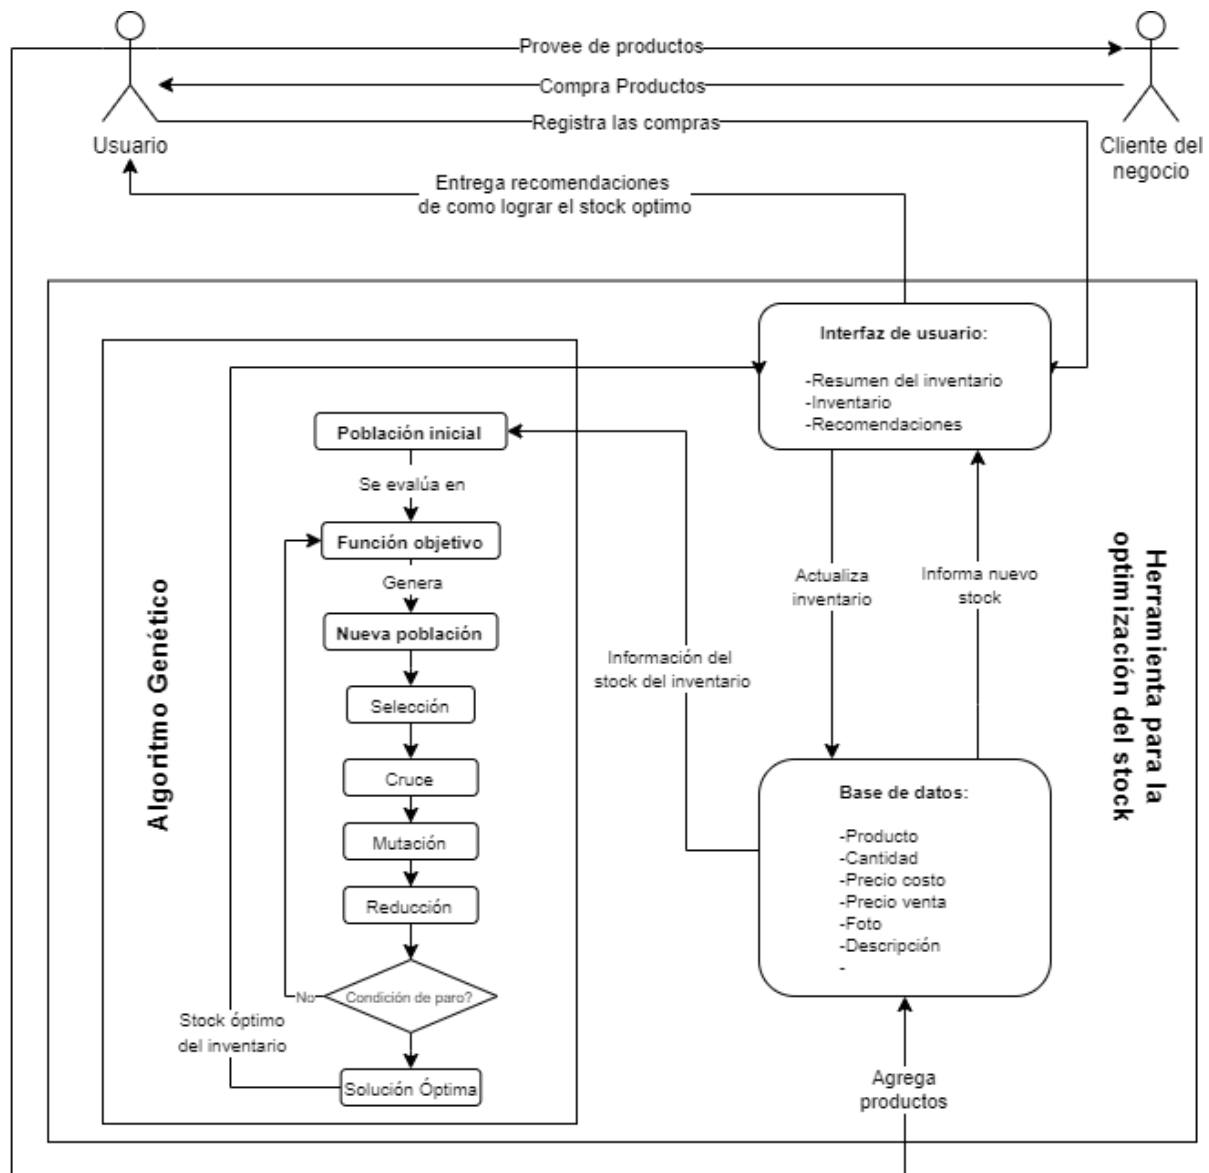 Provee de productos
Compra Productos
Registra las compras
Usuario
Cliente del
negocio
Entrega recomendaciones
de como lograr el stock optimo
Interfaz de usuario:
-Resumen del inventario
-Inventario
-Recomendaciones
Población inicial
Se evalúa en
Función objetivo
Genera
Nueva población
Selección
Cruce
Mutación
Reducción
Condición de paro?
No
Solución Óptima
Stock óptimo
del inventario
Algoritmo Genético
Información del
stock del inventario
Actualiza
inventario
Informa nuevo
stock
Herramienta para la
optimización del stock
Base de datos:
-Producto
-Cantidad
-Precio costo
-Precio venta
-Foto
-Descripción
-
Agrega
productos